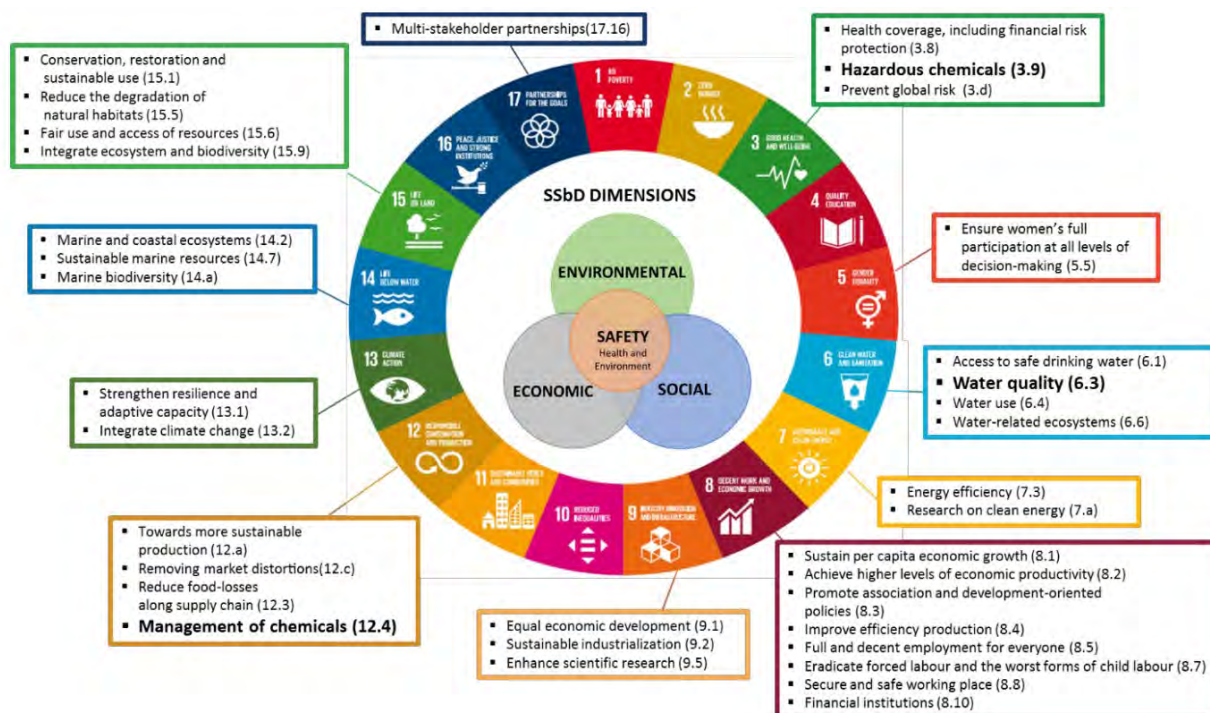 Multi-stakeholder partnerships(17.16)
Conservation, restoration and
sustainable use (15.1)
Reduce the degradation of
natural habitats (15.5)
Fair use and access of resources (15.6)
Integrate ecosystem and biodiversity (15.9)
Health coverage, including financial risk
protection (3.8)
Hazardous chemicals (3.9)
Prevent global risk (3.d)
1 NO
POVERTY
2 ZERO
HUNGER
3 GOOD HEALTH
AND WELL-BEING
4 QUALITY
EDUCATION
5 GENDER
EQUALITY
6 CLEAN WATER
AND SANITATION
7 AFFORDABLE AND
CLEAN ENERGY
8 DECENT WORK AND
ECONOMIC GROWTH
9 INDUSTRY, INNOVATION
AND INFRASTRUCTURE
10 REDUCED
INEQUALITIES
11 SUSTAINABLE CITIES
AND COMMUNITIES
12 RESPONSIBLE
CONSUMPTION
AND PRODUCTION
13 CLIMATE
ACTION
14 LIFE
BELOW WATER
15 LIFE
ON LAND
16 PEACE, JUSTICE
AND STRONG
INSTITUTIONS
17 PARTNERSHIPS
FOR THE GOALS
SSbD DIMENSIONS
ENVIRONMENTAL
SAFETY
Health and
Environment
ECONOMIC
SOCIAL
Marine and coastal ecosystems (14.2)
Sustainable marine resources (14.7)
Marine biodiversity (14.a)
Ensure women's full
participation at all levels of
decision-making (5.5)
Strengthen resilience and
adaptive capacity (13.1)
Integrate climate change (13.2)
Access to safe drinking water (6.1)
Water quality (6.3)
Water use (6.4)
Water-related ecosystems (6.6)
Energy efficiency (7.3)
Research on clean energy (7.a)
Towards more sustainable
production (12.a)
Removing market distortions(12.c)
Reduce food-losses
along supply chain (12.3)
Management of chemicals (12.4)
Equal economic development (9.1)
Sustainable industrialization (9.2)
Enhance scientific research (9.5)
Sustain per capita economic growth (8.1)
Achieve higher levels of economic productivity (8.2)
Promote association and development-oriented
policies (8.3)
Improve efficiency production (8.4)
Full and decent employment for everyone (8.5)
Eradicate forced labour and the worst forms of child labour (8.7)
Secure and safe working place (8.8)
Financial institutions (8.10)